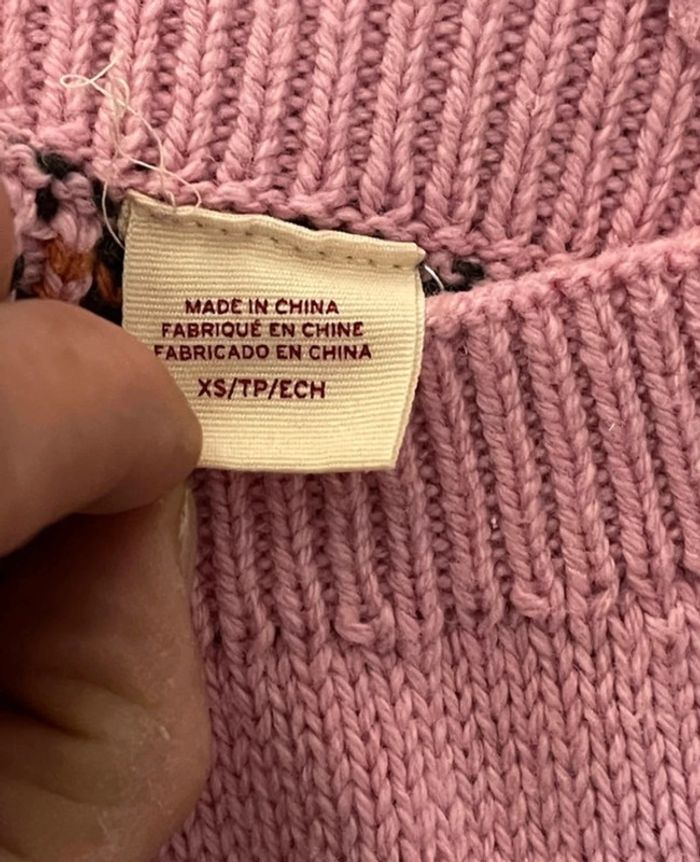 MADE IN CHINA
FABRIQUÉ EN CHINE
FABRICADO EN CHINA
XS/TP/ECH